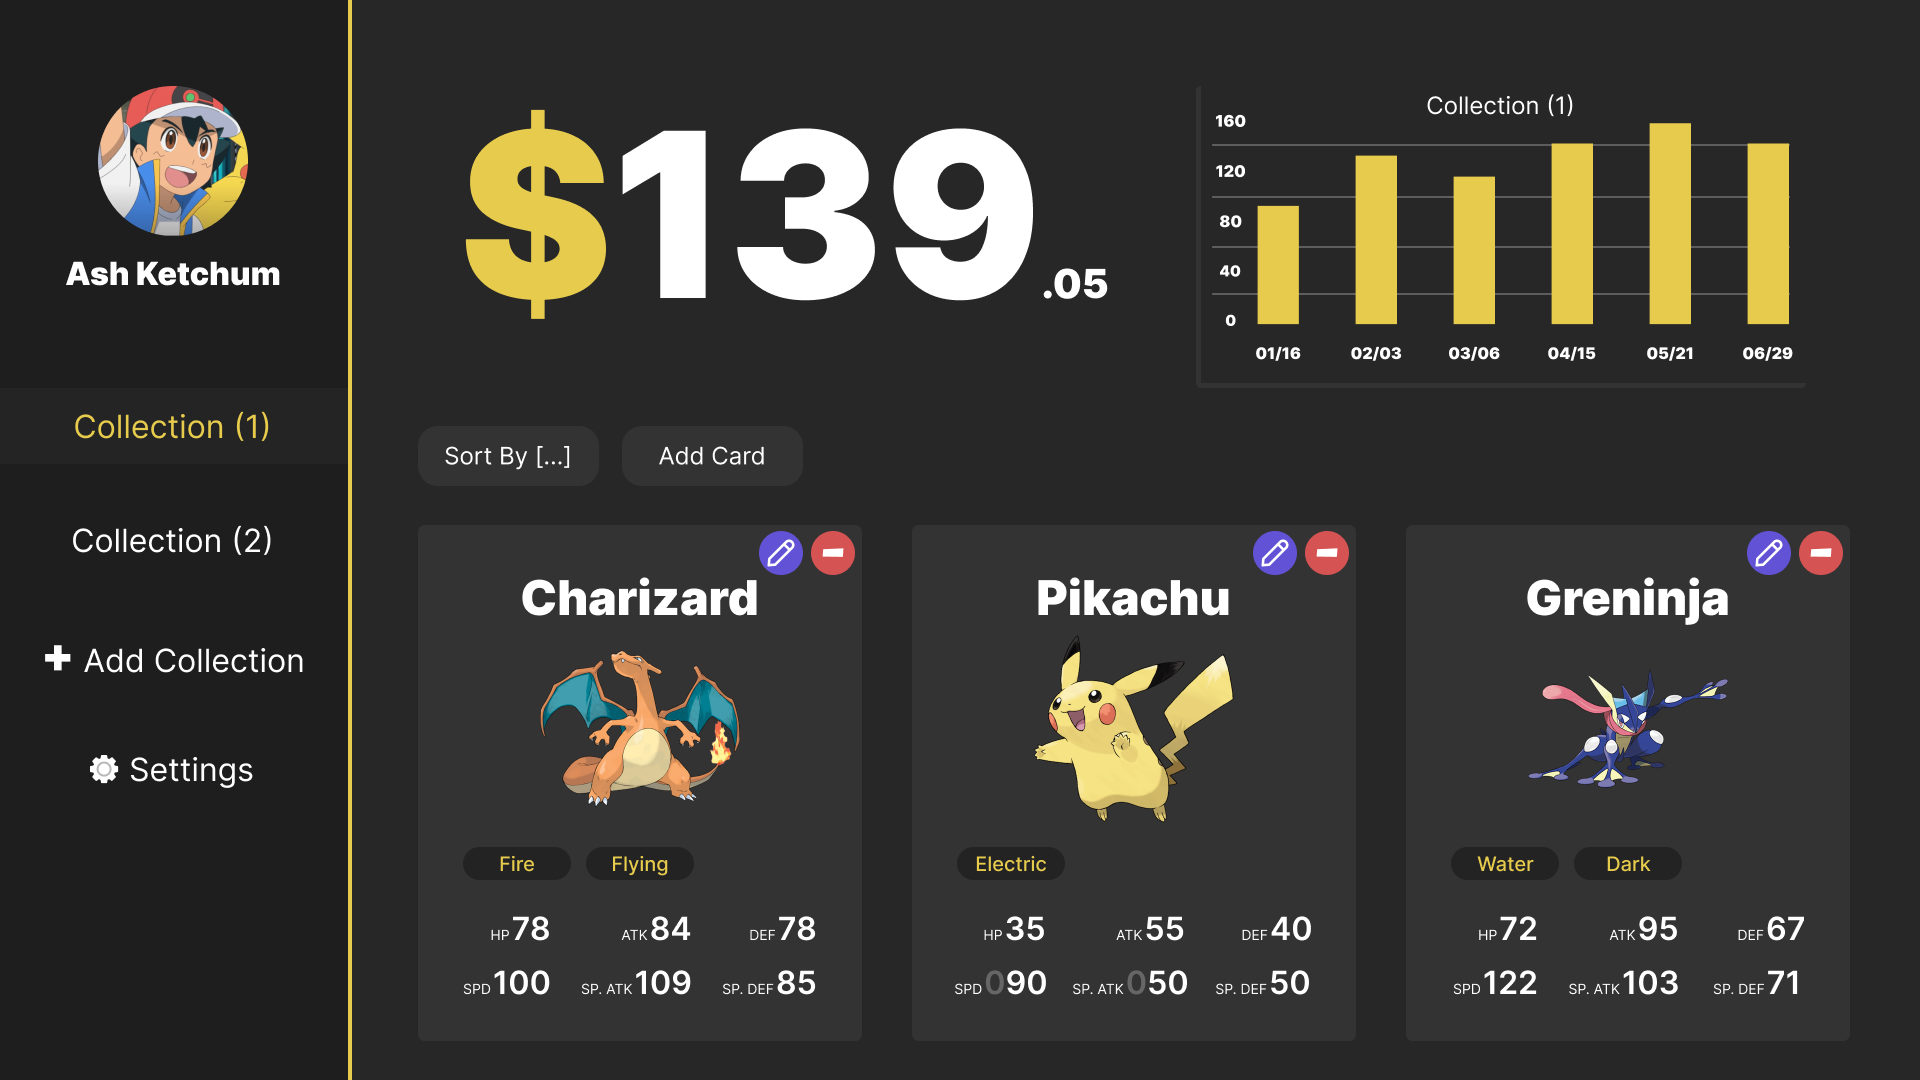 Ash Ketchum
Collection (1)
Collection (2)
Add Collection
Settings
$139.05
Collection (1)
160
120
80
40
0
01/16 02/03 03/06 04/15 05/21 06/29
Sort By [...] Add Card
Charizard
Fire Flying
HP 78 ATK 84 DEF 78
SPD 100 SP. ATK 109 SP. DEF 85
Pikachu
Electric
HP 35 ATK 55 DEF 40
SPD 090 SP. ATK 050 SP. DEF 50
Greninja
Water Dark
HP 72 ATK 95 DEF 67
SPD 122 SP. ATK 103 SP. DEF 71